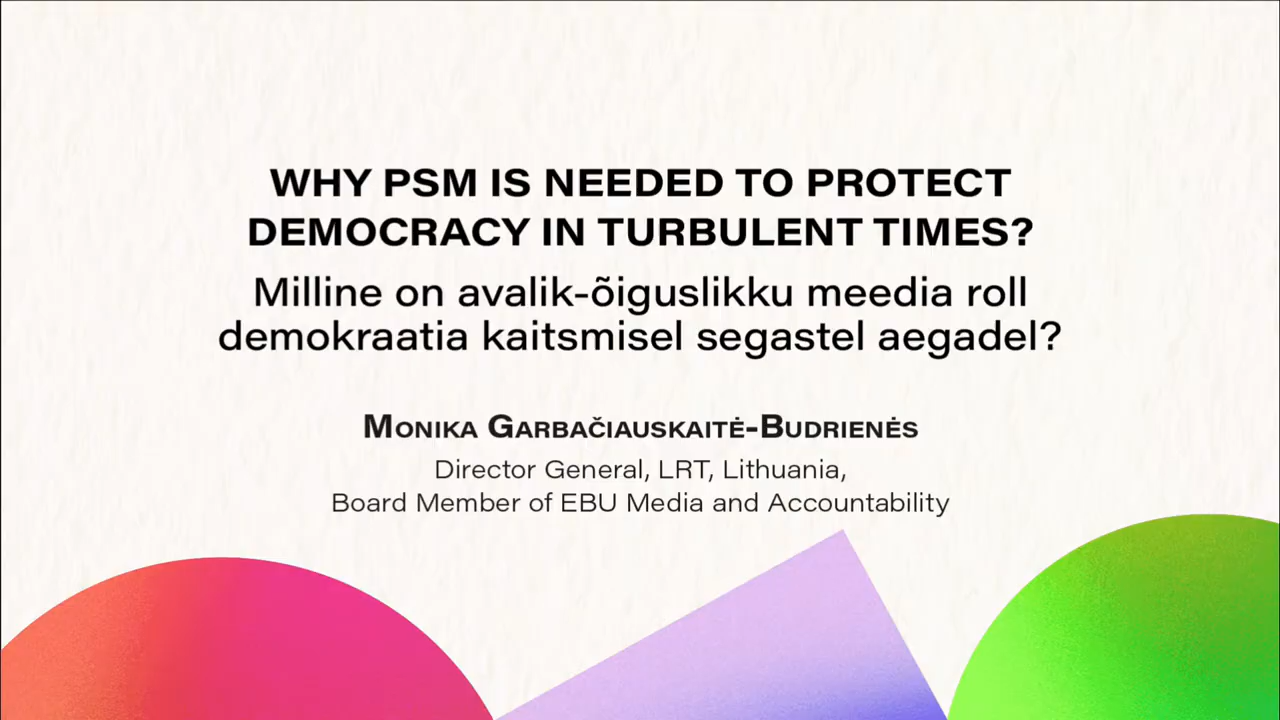 WHY PSM IS NEEDED TO PROTECT
DEMOCRACY IN TURBULENT TIMES?
Milline on avalik-õiguslikku meedia roll
demokraatia kaitsmisel segastel aegadel?
Monika Garbačiauskaitė-Budrienės
Director General, LRT, Lithuania,
Board Member of EBU Media and Accountability